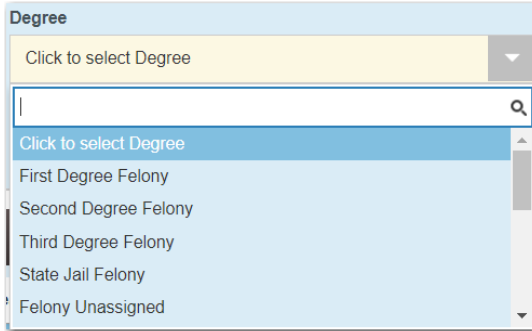 Degree
Click to select Degree
Click to select Degree
First Degree Felony
Second Degree Felony
Third Degree Felony
State Jail Felony
Felony Unassigned